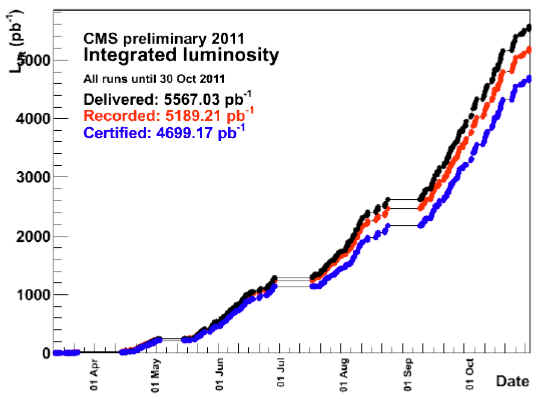 L_int (pb⁻¹)
CMS preliminary 2011
Integrated luminosity
All runs until 30 Oct 2011
Delivered: 5567.03 pb⁻¹
Recorded: 5189.21 pb⁻¹
Certified: 4699.17 pb⁻¹
5000
4000
3000
2000
1000
0
01 Apr
01 May
01 Jun
01 Jul
01 Aug
01 Sep
01 Oct
Date